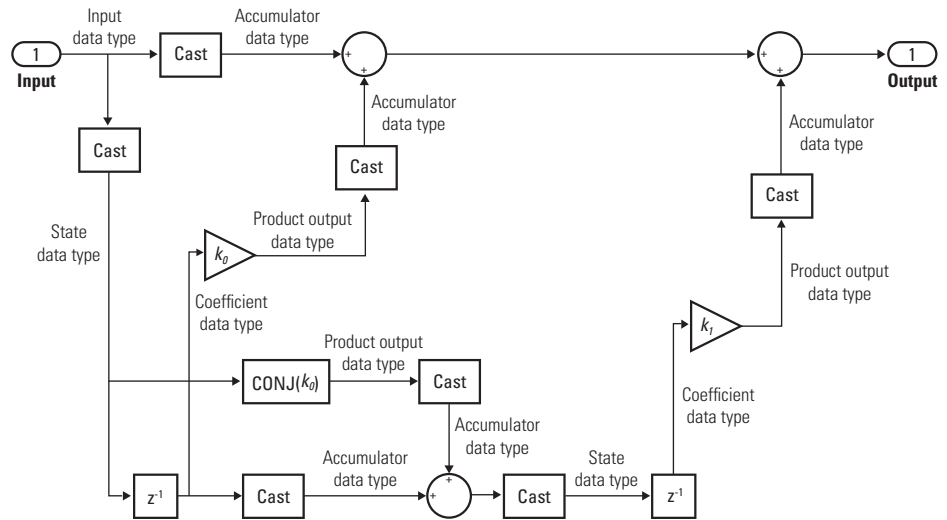 Input
data type
Accumulator
data type
1
Input
Cast
+
+
+
+
1
Output
Cast
Accumulator
data type
Cast
Accumulator
data type
Cast
State
data type
Product output
data type
k0
Product output
data type
Coefficient
data type
k1
Product output
data type
CONJ(k0)
Cast
Coefficient
data type
Accumulator
data type
z-1
Cast
Accumulator
data type
+
+
Cast
State
data type
z-1